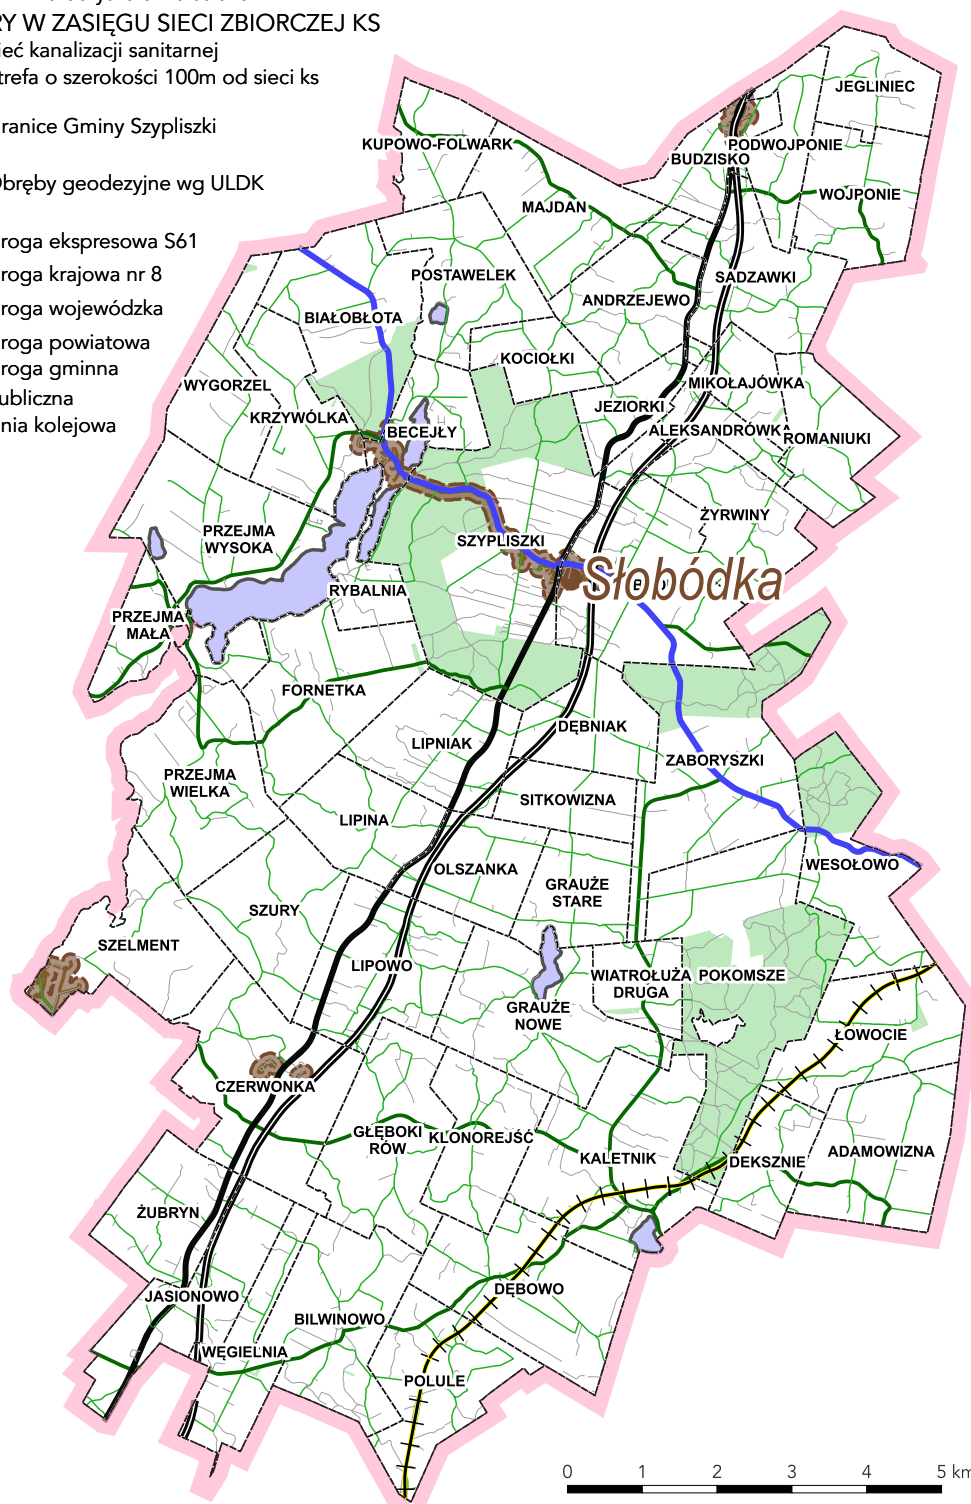 RY W ZASIĘGU SIECI ZBIORCZEJ KS
ieć kanalizacji sanitarnej
trefa o szerokości 100m od sieci ks
ranice Gminy Szypliszki
Obręby geodezyjne wg ULDK
roga ekspresowa S61
roga krajowa nr 8
roga wojewódzka
roga powiatowa
roga gminna
ubliczna
nia kolejowa
JEGLINIEC
KUPOWO-FOLWARK
PODWOJPONIE
BUDZISKO
WOJPONIE
MAJDAN
POSTAWELEK
SADZAWKI
ANDRZEJEWO
BIAŁOBŁOTA
KOCIOŁKI
WYGORZEL
MIKOŁAJÓWKA
JEZIORKI
KRZYWÓLKA
BECEJŁY
ALEKSANDRÓWKA
ROMANIUKI
ŻYRWINY
PRZEJMA
WYSOKA
SZYPLISZKI
Słobódka
RYBALNIA
PRZEJMA
MAŁA
FORNETKA
DĘBNIAK
LIPNIAK
ZABORYSZKI
PRZEJMA
WIELKA
SITKOWIZNA
LIPINA
OLSZANKA
WESOŁOWO
GRAUŻE
STARE
SZURY
SZELMENT
LIPOWO
WIATROŁUŻA
DRUGA
POKOMSZE
GRAUŻE
NOWE
ŁOWOCIE
CZERWONKA
GŁĘBOKI
RÓW
KLONOREJŚĆ
KALETNIK
DEKSZNIE
ADAMOWIZNA
ŻUBRYN
JASIONOWO
DĘBOWO
BILWINOWO
WĘGIELNIA
POLULE
0 1 2 3 4 5 km